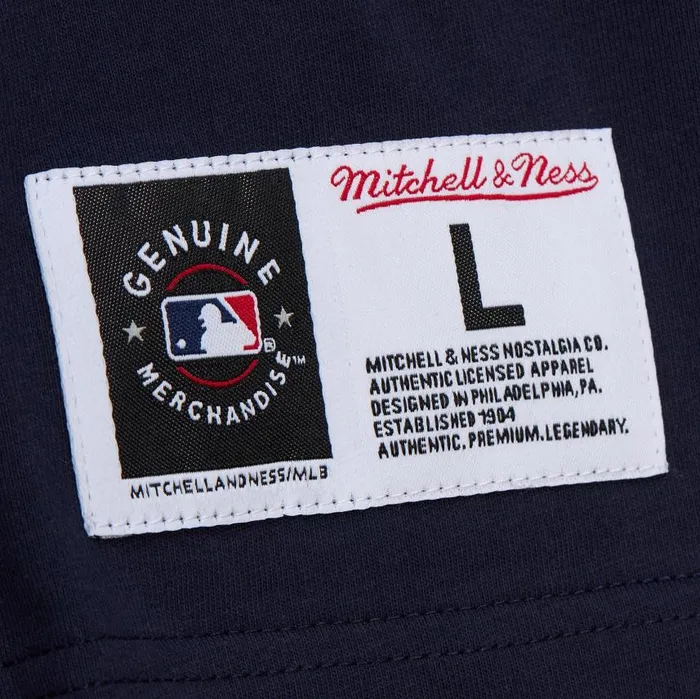 GENUINE
MERCHANDISE™
®
MITCHELLANDNESS/MLB
Mitchell & Ness
L
MITCHELL & NESS NOSTALGIA CO.
AUTHENTIC LICENSED APPAREL
DESIGNED IN PHILADELPHIA, PA.
ESTABLISHED 1904
AUTHENTIC. PREMIUM. LEGENDARY.